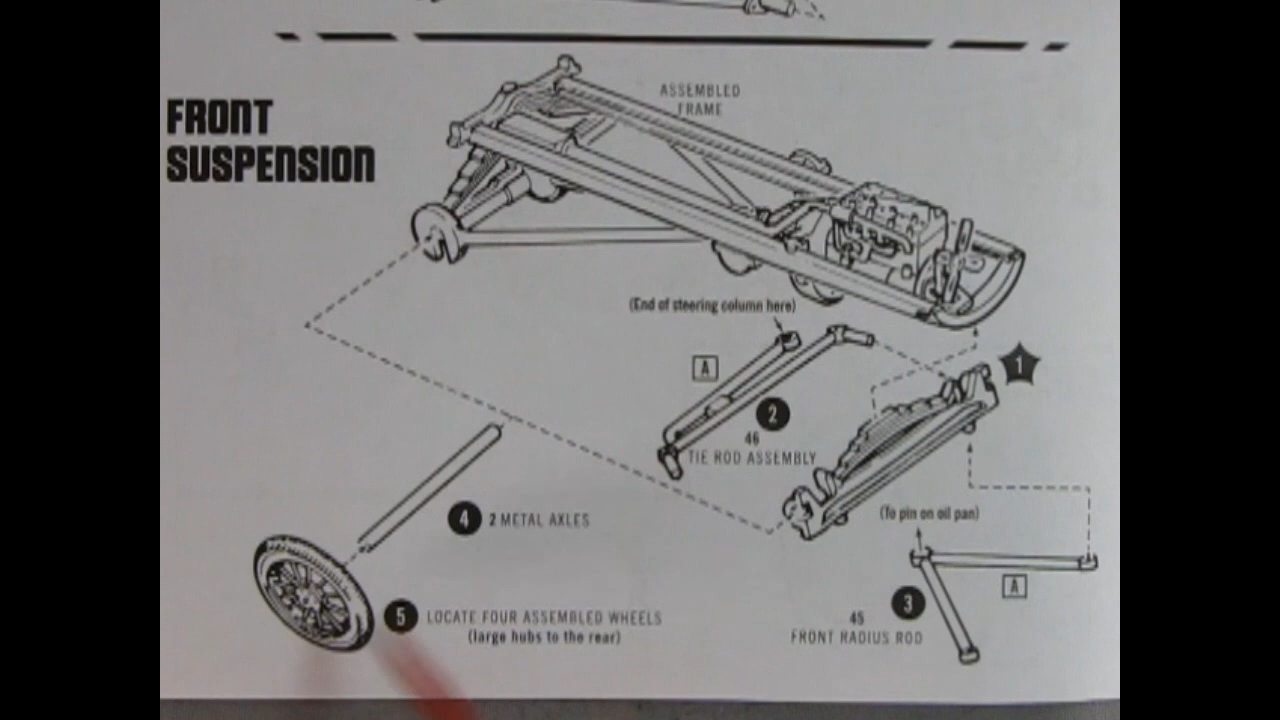 FRONT
SUSPENSION
ASSEMBLED
FRAME
(End of steering column here)
A
2
46
TIE ROD ASSEMBLY
1
4
2 METAL AXLES
(To pin on oil pan)
A
3
45
FRONT RADIUS ROD
5
LOCATE FOUR ASSEMBLED WHEELS
(large hubs to the rear)